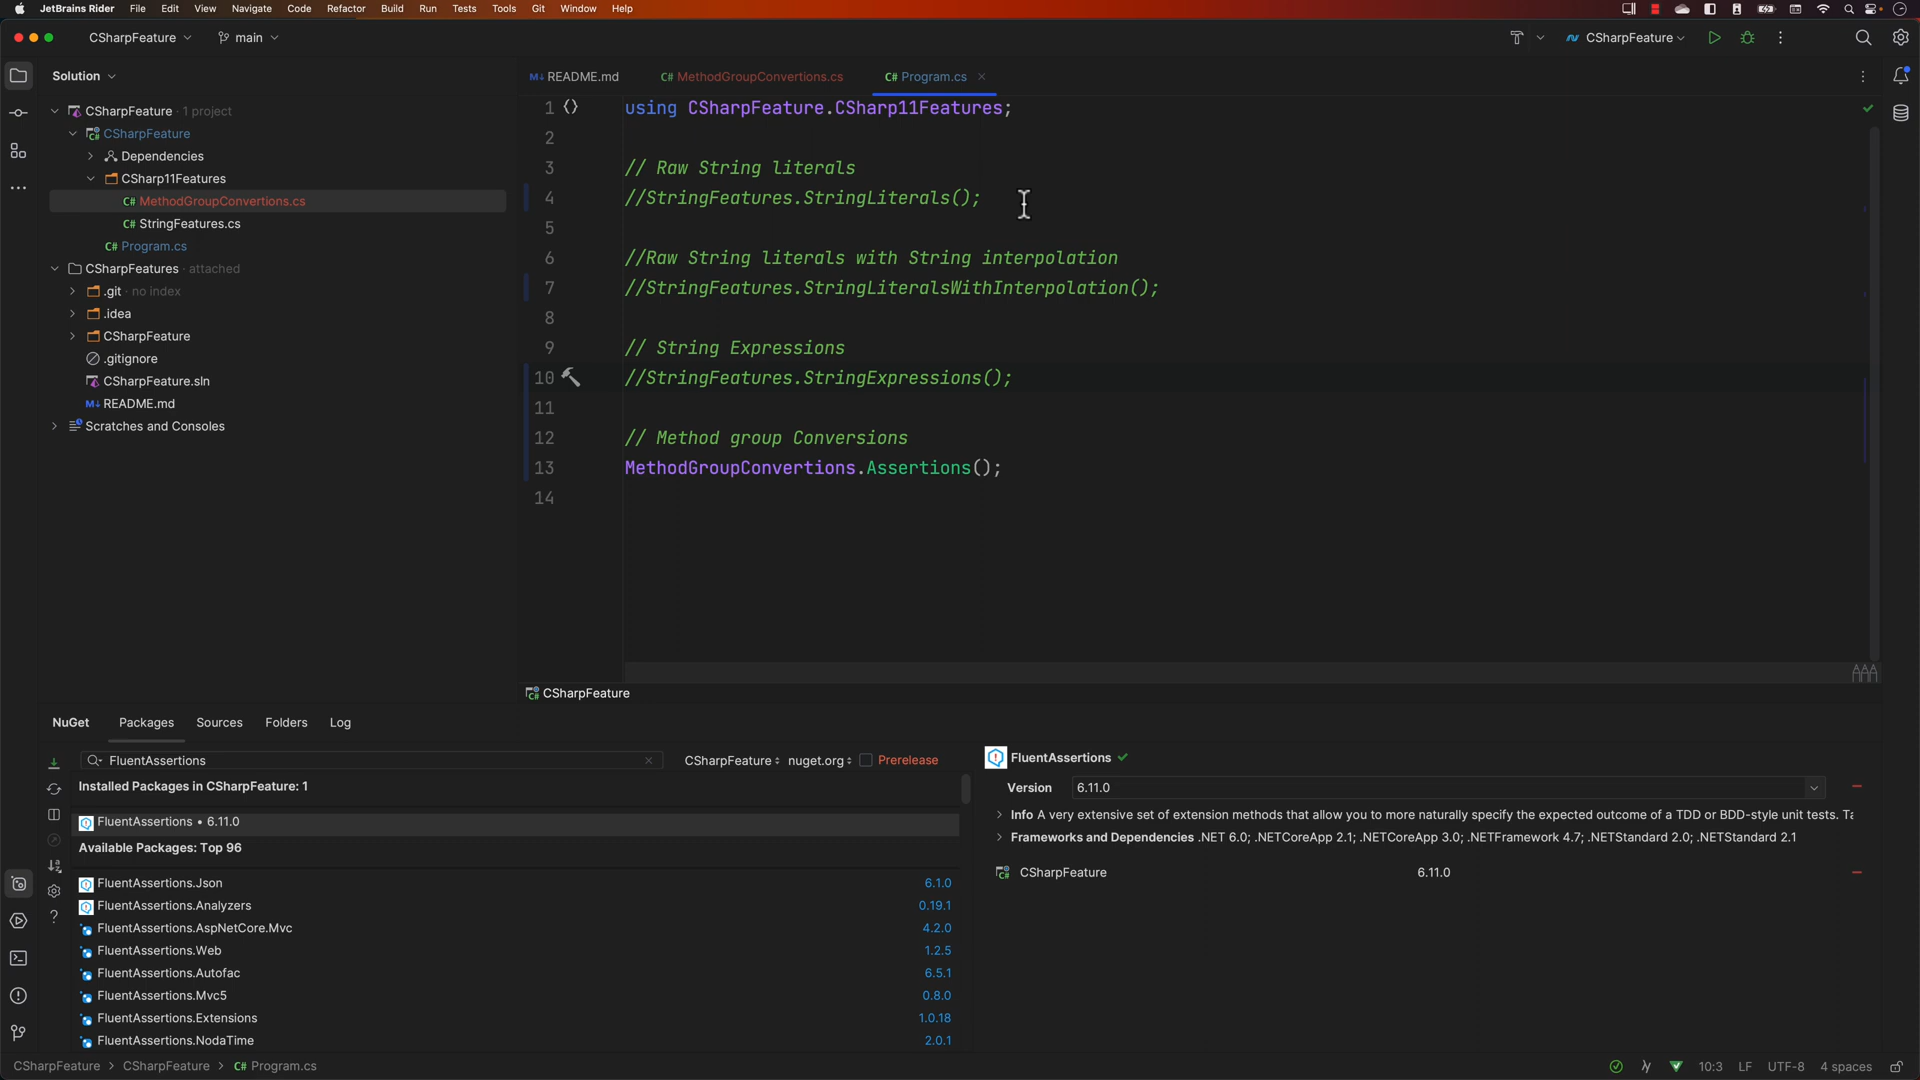 JetBrains Rider File Edit View Navigate Code Refactor Build Run Tests Tools Git Window Help
CSharpFeature main CSharpFeature
Solution
CSharpFeature · 1 project
CSharpFeature
Dependencies
CSharp11Features
C# MethodGroupConvertions.cs
C# StringFeatures.cs
C# Program.cs
CSharpFeatures · attached
.git · no index
.idea
CSharpFeature
.gitignore
CSharpFeature.sln
M↓ README.md
Scratches and Consoles
M↓ README.md C# MethodGroupConvertions.cs C# Program.cs
1 using CSharpFeature.CSharp11Features;
2
3 // Raw String literals
4 //StringFeatures.StringLiterals();
5
6 //Raw String literals with String interpolation
7 //StringFeatures.StringLiteralsWithInterpolation();
8
9 // String Expressions
10 //StringFeatures.StringExpressions();
11
12 // Method group Conversions
13 MethodGroupConvertions.Assertions();
14
CSharpFeature
NuGet Packages Sources Folders Log
FluentAssertions CSharpFeature nuget.org Prerelease
Installed Packages in CSharpFeature: 1
FluentAssertions • 6.11.0
Available Packages: Top 96
FluentAssertions.Json 6.1.0
FluentAssertions.Analyzers 0.19.1
FluentAssertions.AspNetCore.Mvc 4.2.0
FluentAssertions.Web 1.2.5
FluentAssertions.Autofac 6.5.1
FluentAssertions.Mvc5 0.8.0
FluentAssertions.Extensions 1.0.18
FluentAssertions.NodaTime 2.0.1
FluentAssertions
Version 6.11.0
Info A very extensive set of extension methods that allow you to more naturally specify the expected outcome of a TDD or BDD-style unit tests. Ta
Frameworks and Dependencies .NET 6.0; .NETCoreApp 2.1; .NETCoreApp 3.0; .NETFramework 4.7; .NETStandard 2.0; .NETStandard 2.1
CSharpFeature 6.11.0
CSharpFeature > CSharpFeature > C# Program.cs 10:3 LF UTF-8 4 spaces